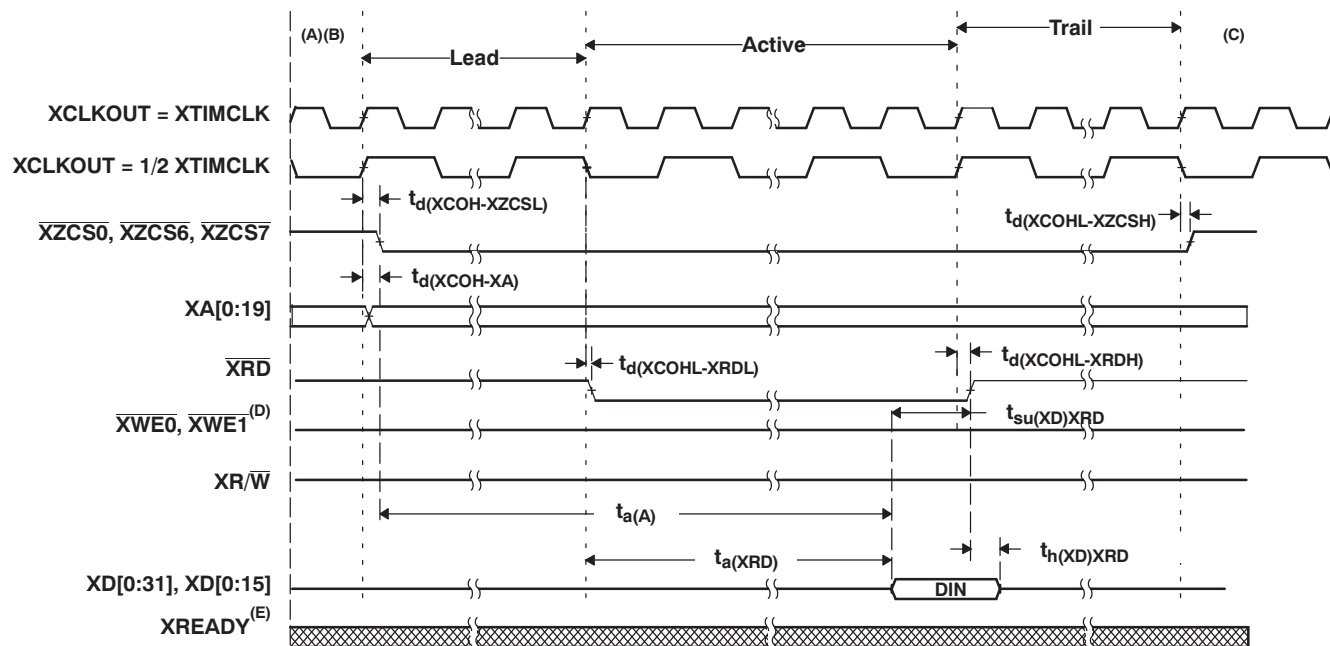 (A)(B)
Lead
Active
Trail
(C)
XCLKOUT = XTIMCLK
XCLKOUT = 1/2 XTIMCLK
td(XCOH-XZCSL)
td(XCOHL-XZCSH)
XZCS0, XZCS6, XZCS7
td(XCOH-XA)
XA[0:19]
XRD
td(XCOHL-XRDL)
td(XCOHL-XRDH)
XWE0, XWE1(D)
tsu(XD)XRD
XR/W
ta(A)
ta(XRD)
th(XD)XRD
XD[0:31], XD[0:15]
DIN
XREADY(E)